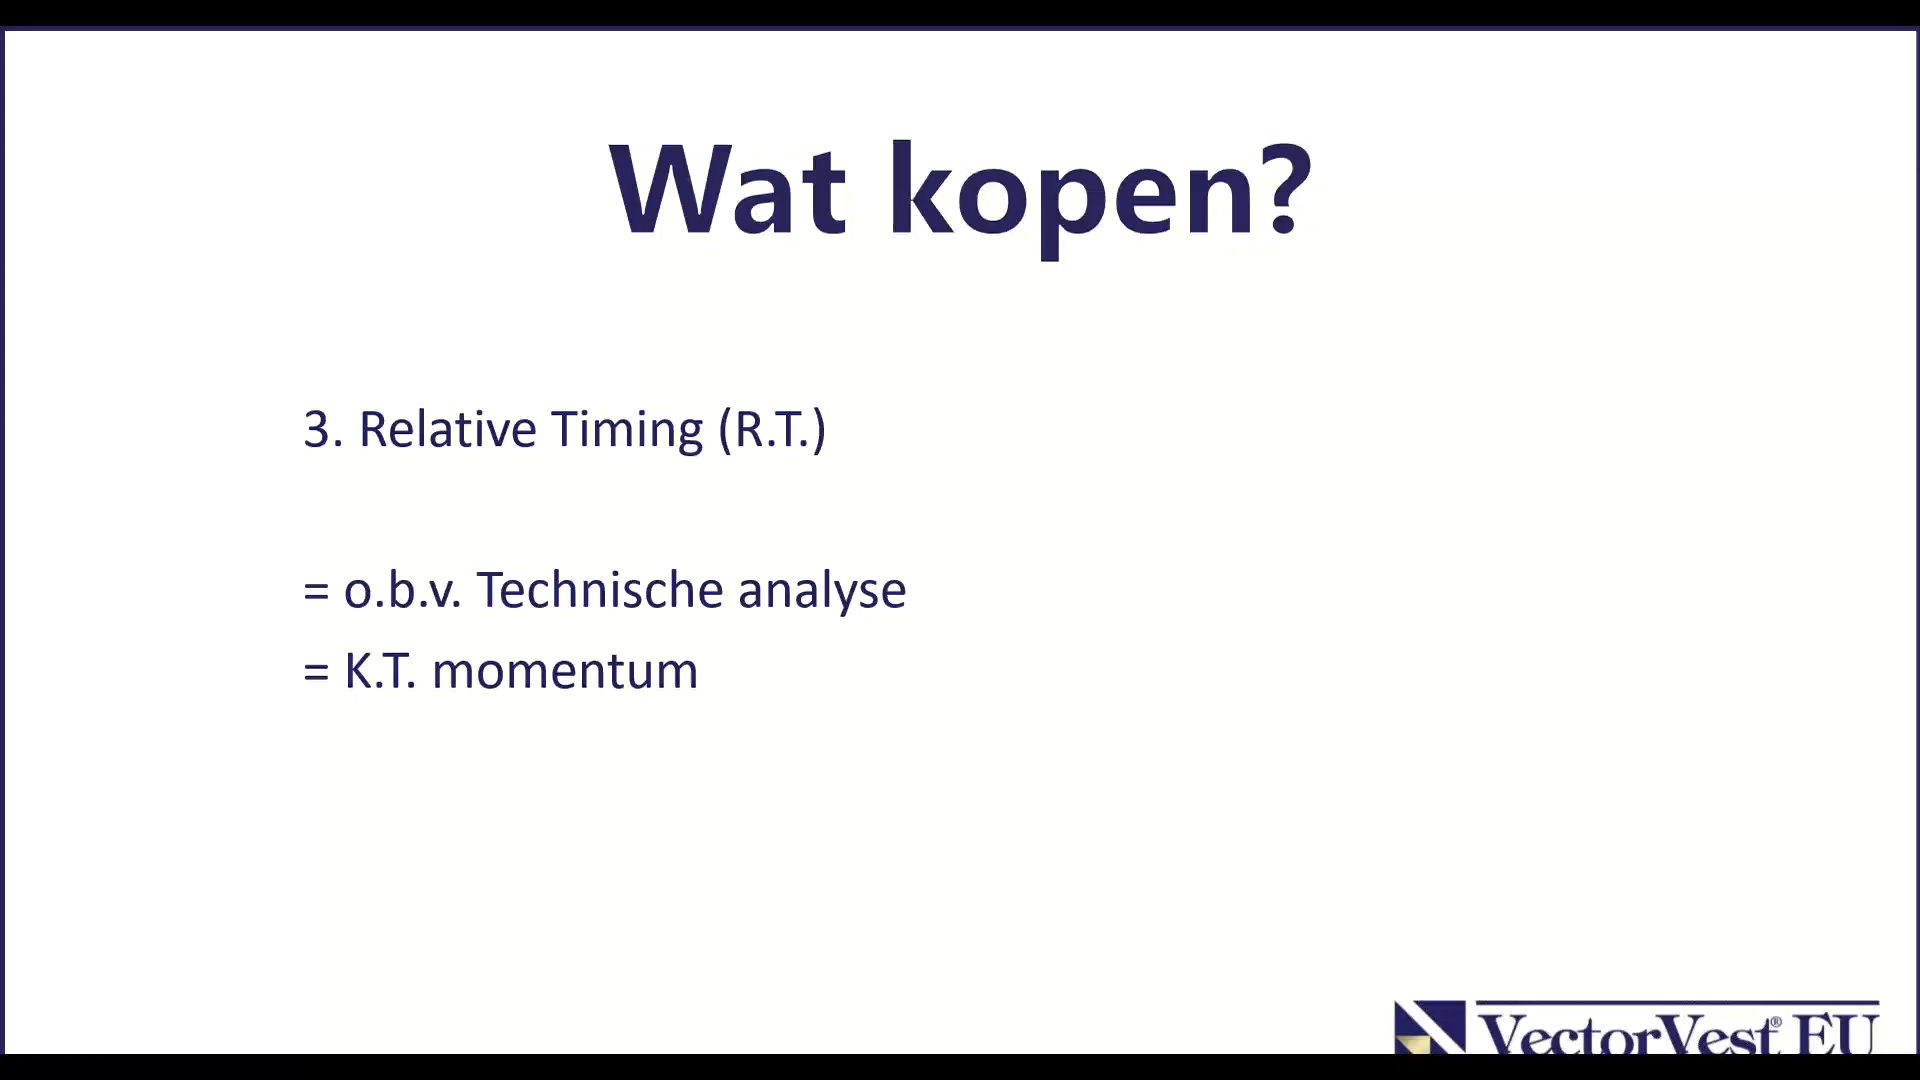 Wat kopen?
3. Relative Timing (R.T.)
= o.b.v. Technische analyse
= K.T. momentum
VectorVest® EU